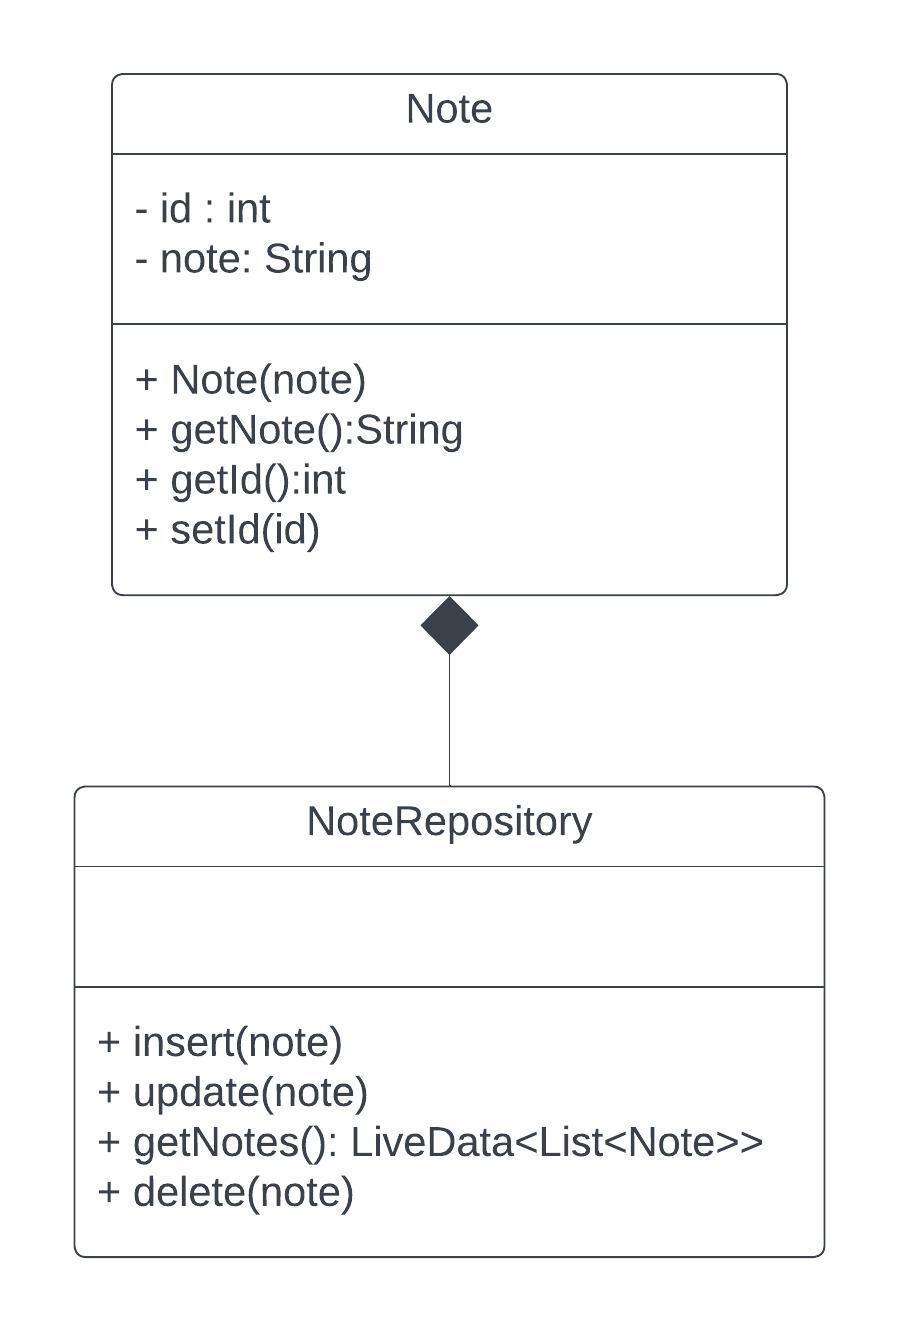 Note
- id : int
- note: String
+ Note(note)
+ getNote():String
+ getId():int
+ setId(id)
NoteRepository
+ insert(note)
+ update(note)
+ getNotes(): LiveData<List<Note>>
+ delete(note)